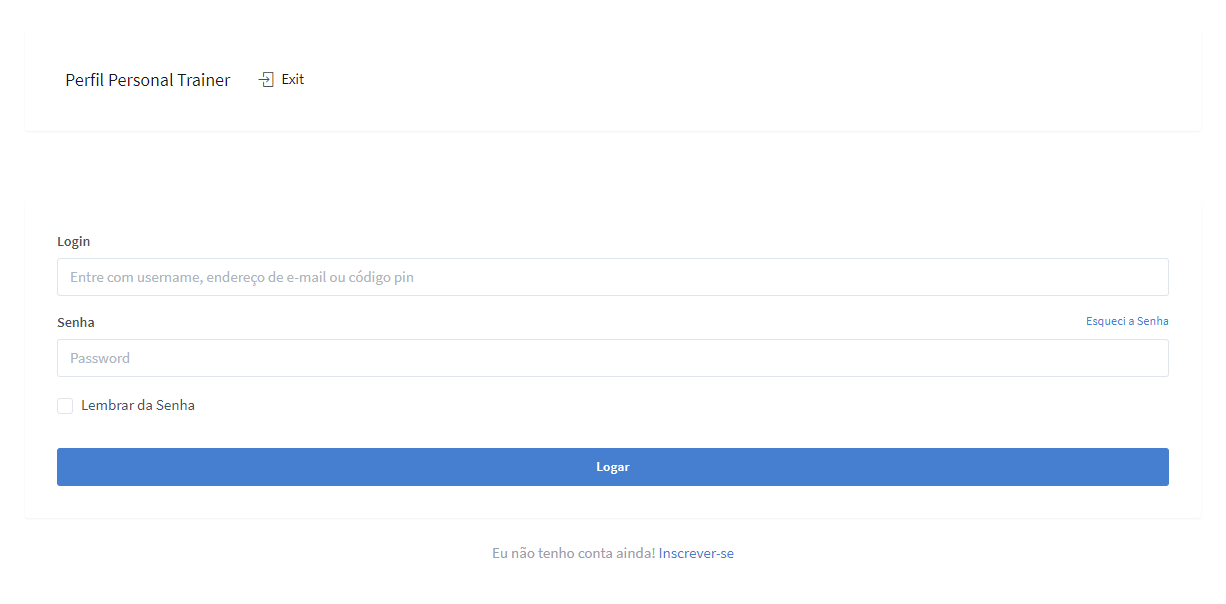 Perfil Personal Trainer
Exit
Login
Entre com username, endereço de e-mail ou código pin
Senha
Esqueci a Senha
Password
Lembrar da Senha
Logar
Eu não tenho conta ainda! Inscrever-se